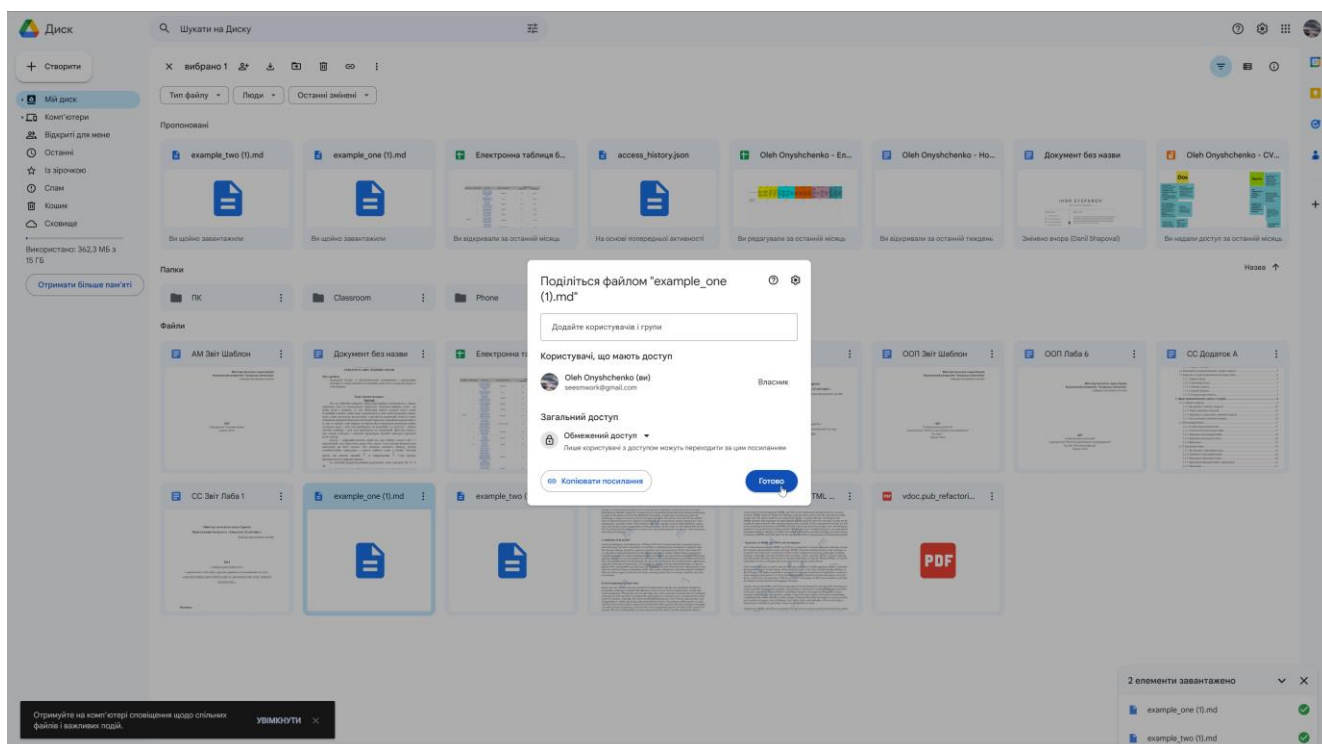 Диск
Шукати на Диску
Створити
вибрано 1
Мій диск
Комп'ютери
Відкриті для мене
Останні
Із зірочкою
Спам
Кошик
Сховище
Використано: 362,3 МБ з
15 ГБ
Отримати більше пам'яті
Тип файлу
Люди
Останні змінені
Пропоновані
example_two (1).md
example_one (1).md
Електронна таблиця б...
access_history.json
Oleh Onyshchenko - Ел...
Oleh Onyshchenko - Ho...
Документ без назви
Oleh Onyshchenko - CV...
Ви щойно завантажили
Ви щойно завантажили
Ви відкривали за останній місяць
На основі попередньої активності
Ви редагували за останній місяць
Ви відкривали за останній тиждень
Змінено вчора (Danil Shapoval)
Ви надали доступ за останній місяць
Папки
Назва
ПК
Classroom
Phone
Файли
АМ Звіт Шаблон
Документ без назви
Електронна та
ООП Звіт Шаблон
ООП Лаба 6
СС Додаток А
СС Звіт Лаба 1
example_one (1).md
example_two (
TML ...
vdoc.pub_refactori...
PDF
Поділіться файлом "example_one
(1).md"
Додайте користувачів і групи
Користувачі, що мають доступ
Oleh Onyshchenko (ви)
seesmwork@gmail.com
Власник
Загальний доступ
Обмежений доступ
Лише користувачі з доступом можуть переходити за цим посиланням
Копіювати посилання
Готово
Отримуйте на комп'ютері сповіщення щодо спільних
файлів і важливих подій.
УВІМКНУТИ
2 елементи завантажено
example_one (1).md
example_two (1).md